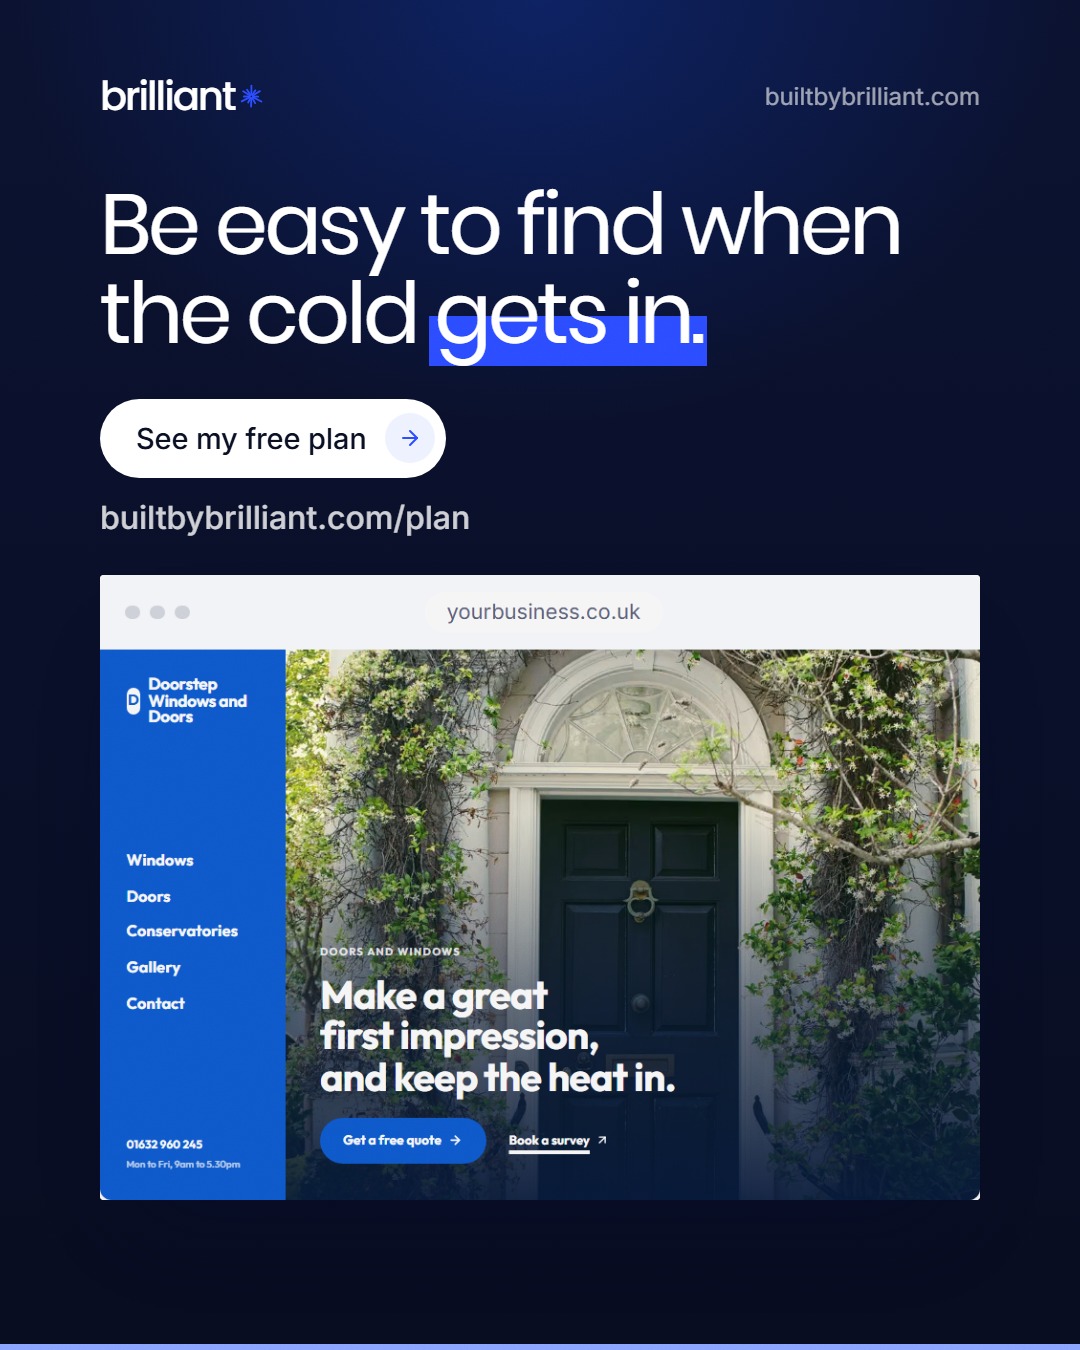 brilliant
builtbybrilliant.com
Be easy to find when
the cold gets in.
See my free plan
builtbybrilliant.com/plan
yourbusiness.co.uk
D
Doorstep
Windows and
Doors
Windows
Doors
Conservatories
Gallery
Contact
01632 960 245
Mon to Fri, 9am to 5.30pm
DOORS AND WINDOWS
Make a great
first impression,
and keep the heat in.
Get a free quote
Book a survey